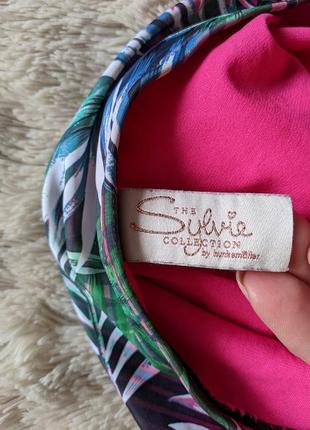 THE
Sylvie
COLLECTION
by hunkemöller